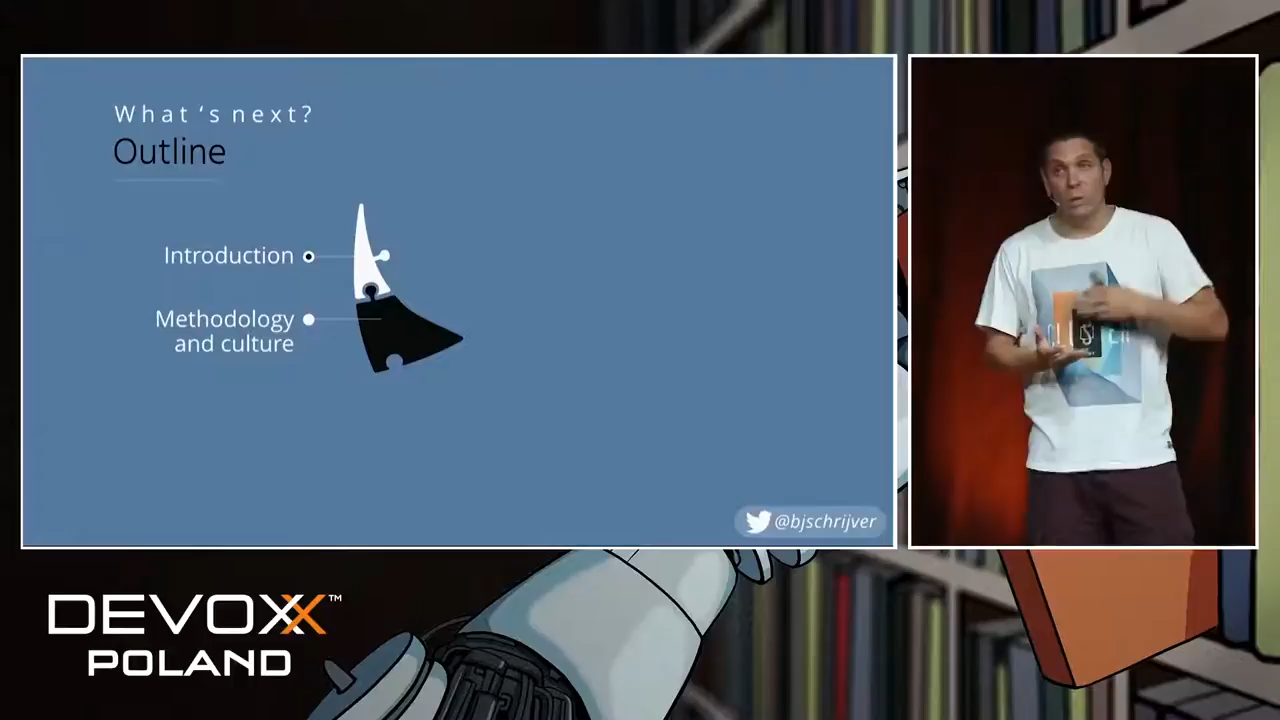 What ‘s next?
Outline
Introduction
Methodology
and culture
@bjschrijver
DEVOXX™
POLAND